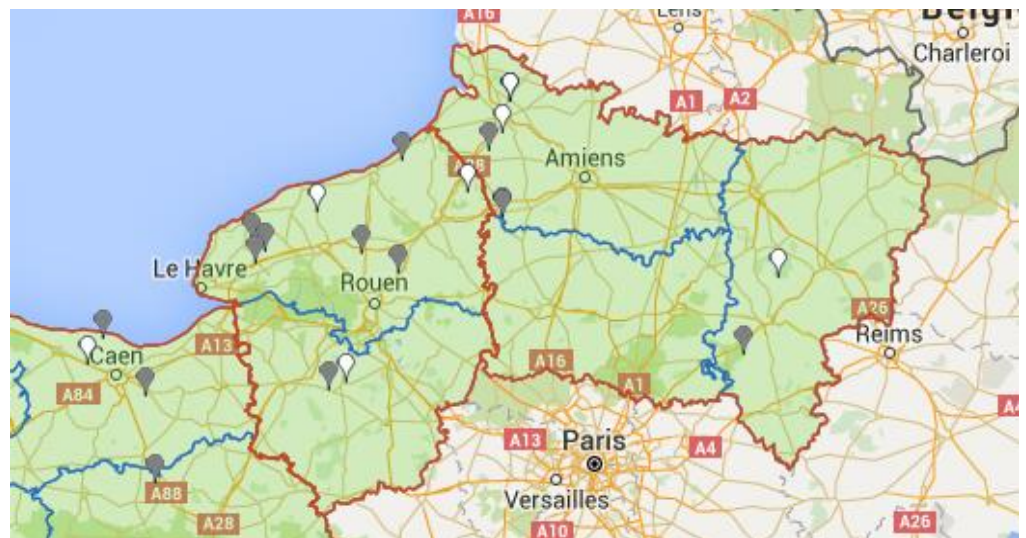 A16
Lens
Belgi
Charleroi
A1
A2
Amiens
A28
Le Havre
Rouen
A26
Reims
Caen
A13
A84
A16
A1
A4
A13
Paris
A4
Versailles
A88
A28
A10
A26